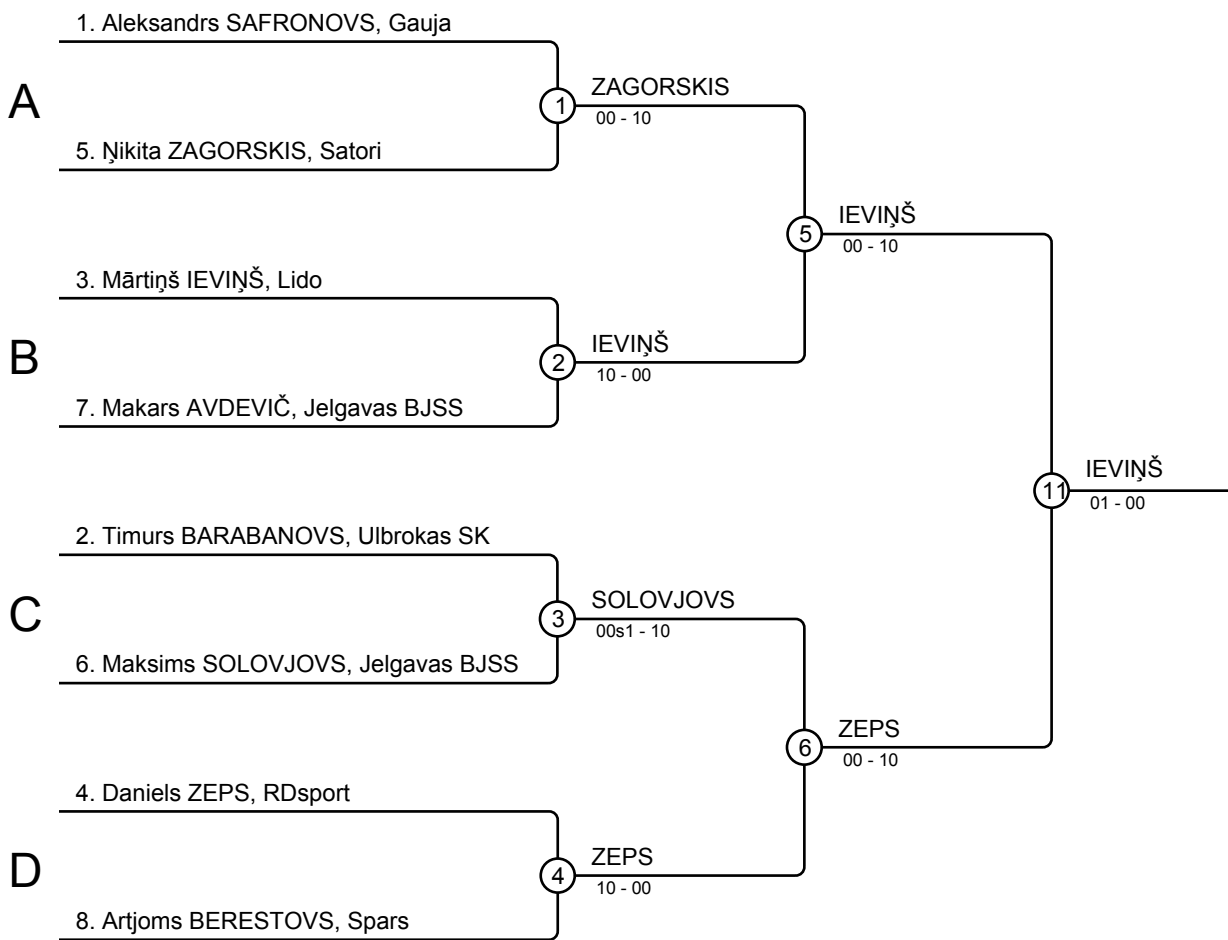 1. Aleksandrs SAFRONOVS, Gauja
A
1
ZAGORSKIS
00 - 10
5. Ņikita ZAGORSKIS, Satori
5
IEVIŅŠ
00 - 10
3. Mārtiņš IEVIŅŠ, Lido
B
2
IEVIŅŠ
10 - 00
7. Makars AVDEVIČ, Jelgavas BJSS
11
IEVIŅŠ
01 - 00
2. Timurs BARABANOVS, Ulbrokas SK
C
3
SOLOVJOVS
00s1 - 10
6. Maksims SOLOVJOVS, Jelgavas BJSS
6
ZEPS
00 - 10
4. Daniels ZEPS, RDsport
D
4
ZEPS
10 - 00
8. Artjoms BERESTOVS, Spars